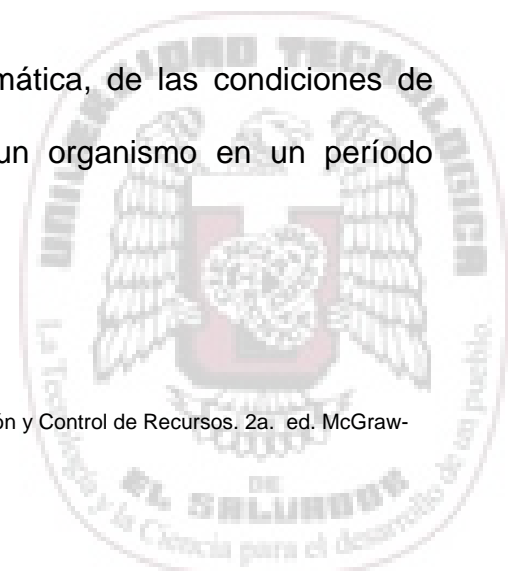 mática, de las condiciones de
un organismo en un período
ón y Control de Recursos. 2a. ed. McGraw-
UNIVERSIDAD TECNOLOGICA
La Tecnología y la Ciencia para el desarrollo de un pueblo.
DE
EL SALVADOR